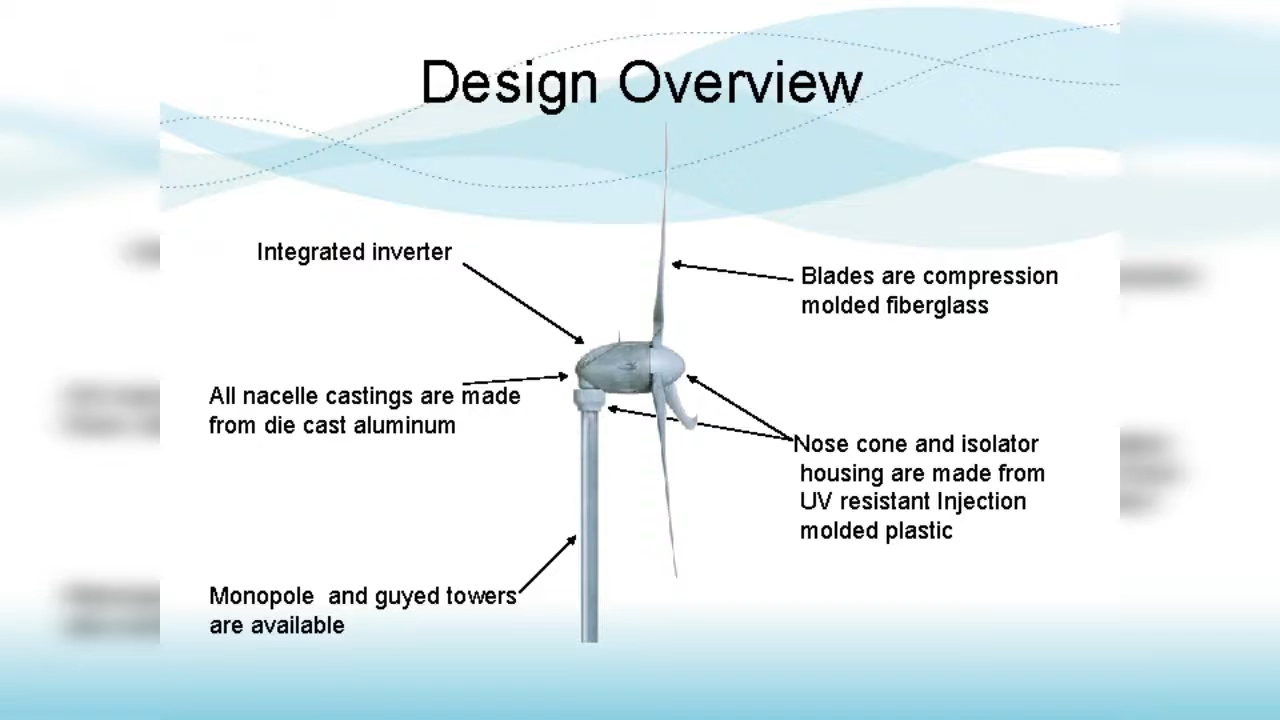 Design Overview
Integrated inverter
Blades are compression
molded fiberglass
All nacelle castings are made
from die cast aluminum
Nose cone and isolator
housing are made from
UV resistant Injection
molded plastic
Monopole  and guyed towers
are available